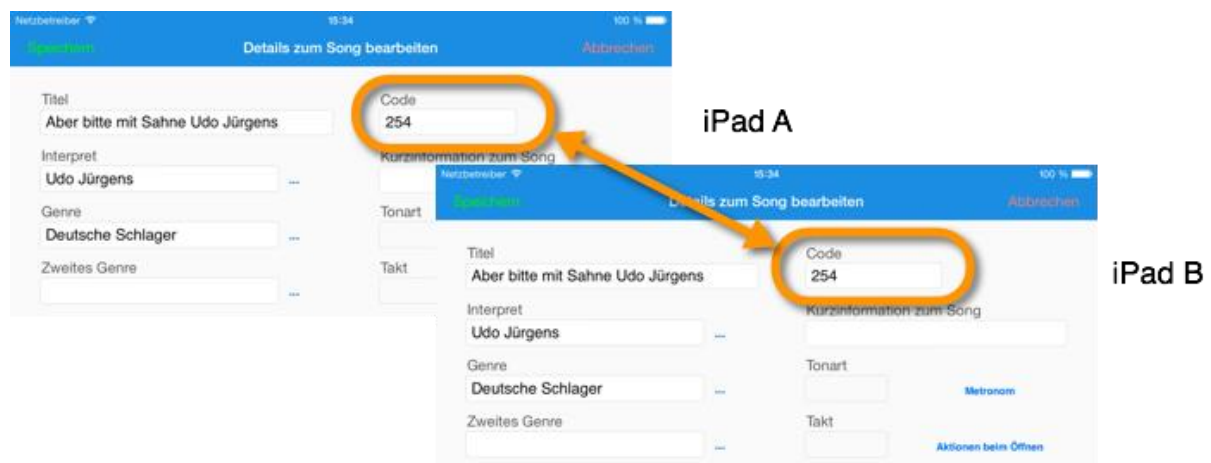 Netzbetreiber 15:34 100 %
Speichern Details zum Song bearbeiten Abbrechen
Titel Code
Aber bitte mit Sahne Udo Jürgens 254
iPad A
Interpret Kurzinformation zum Song
Udo Jürgens ...
Genre Tonart
Deutsche Schlager ...
Zweites Genre Takt
...
Netzbetreiber 15:34 100 %
Speichern Details zum Song bearbeiten Abbrechen
Titel Code
Aber bitte mit Sahne Udo Jürgens 254
iPad B
Interpret Kurzinformation zum Song
Udo Jürgens ...
Genre Tonart
Deutsche Schlager ... Metronom
Zweites Genre Takt
... Aktionen beim Öffnen